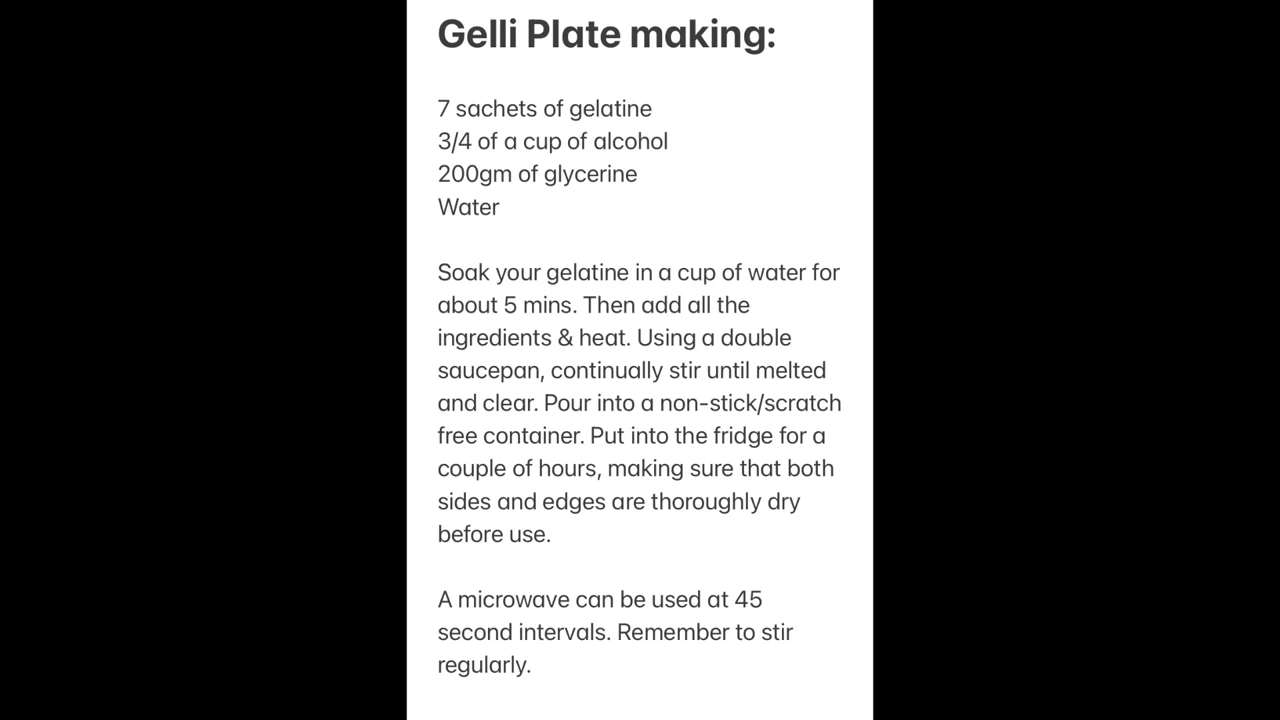 Gelli Plate making:
7 sachets of gelatine
3/4 of a cup of alcohol
200gm of glycerine
Water
Soak your gelatine in a cup of water for
about 5 mins. Then add all the
ingredients & heat. Using a double
saucepan, continually stir until melted
and clear. Pour into a non-stick/scratch
free container. Put into the fridge for a
couple of hours, making sure that both
sides and edges are thoroughly dry
before use.
A microwave can be used at 45
second intervals. Remember to stir
regularly.